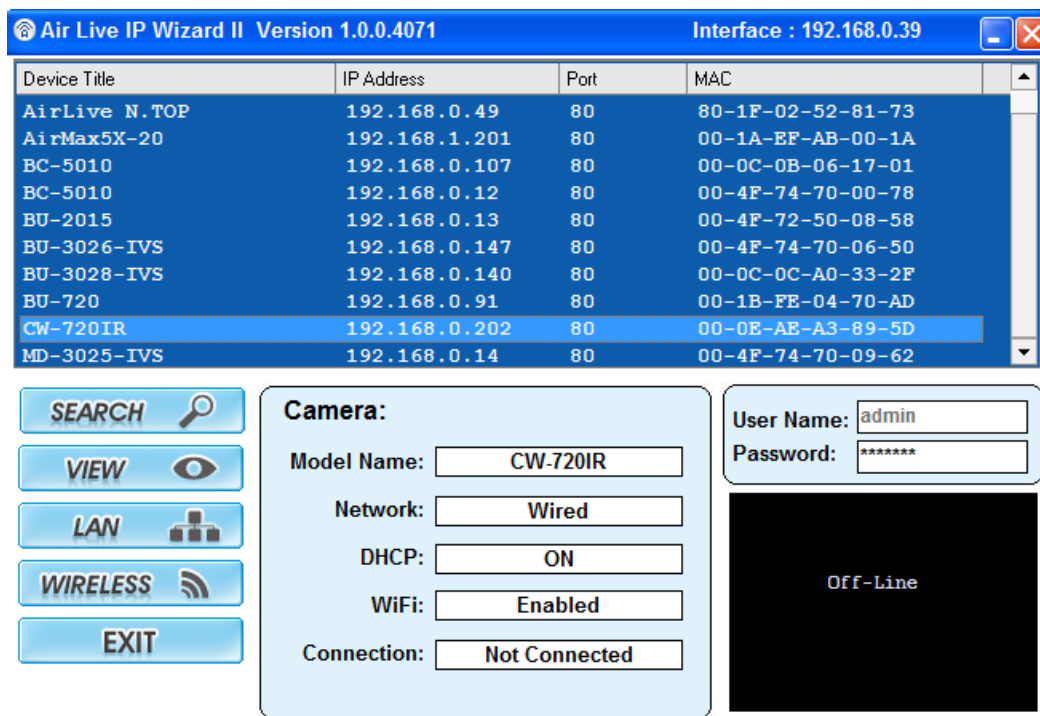 Air Live IP Wizard II Version 1.0.0.4071 Interface : 192.168.0.39
Device Title IP Address Port MAC
AirLive N.TOP 192.168.0.49 80 80-1F-02-52-81-73
AirMax5X-20 192.168.1.201 80 00-1A-EF-AB-00-1A
BC-5010 192.168.0.107 80 00-0C-0B-06-17-01
BC-5010 192.168.0.12 80 00-4F-74-70-00-78
BU-2015 192.168.0.13 80 00-4F-72-50-08-58
BU-3026-IVS 192.168.0.147 80 00-4F-74-70-06-50
BU-3028-IVS 192.168.0.140 80 00-0C-0C-A0-33-2F
BU-720 192.168.0.91 80 00-1B-FE-04-70-AD
CW-720IR 192.168.0.202 80 00-0E-AE-A3-89-5D
MD-3025-IVS 192.168.0.14 80 00-4F-74-70-09-62
SEARCH
VIEW
LAN
WIRELESS
EXIT
Camera:
Model Name: CW-720IR
Network: Wired
DHCP: ON
WiFi: Enabled
Connection: Not Connected
User Name: admin
Password: *******
Off-Line